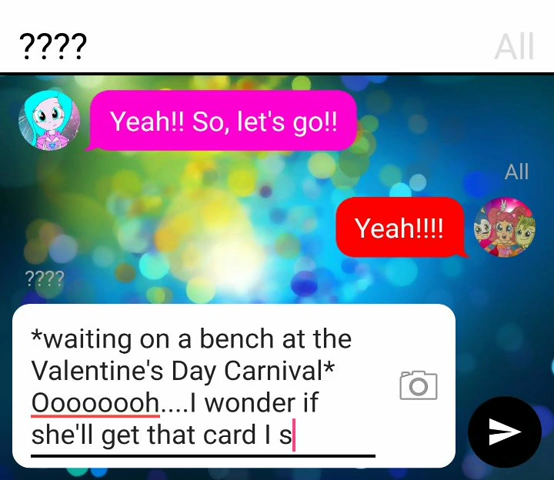 ????
All
Yeah!! So, let's go!!
All
Yeah!!!!
????
*waiting on a bench at the
Valentine's Day Carnival*
Oooooooh....I wonder if
she'll get that card I s